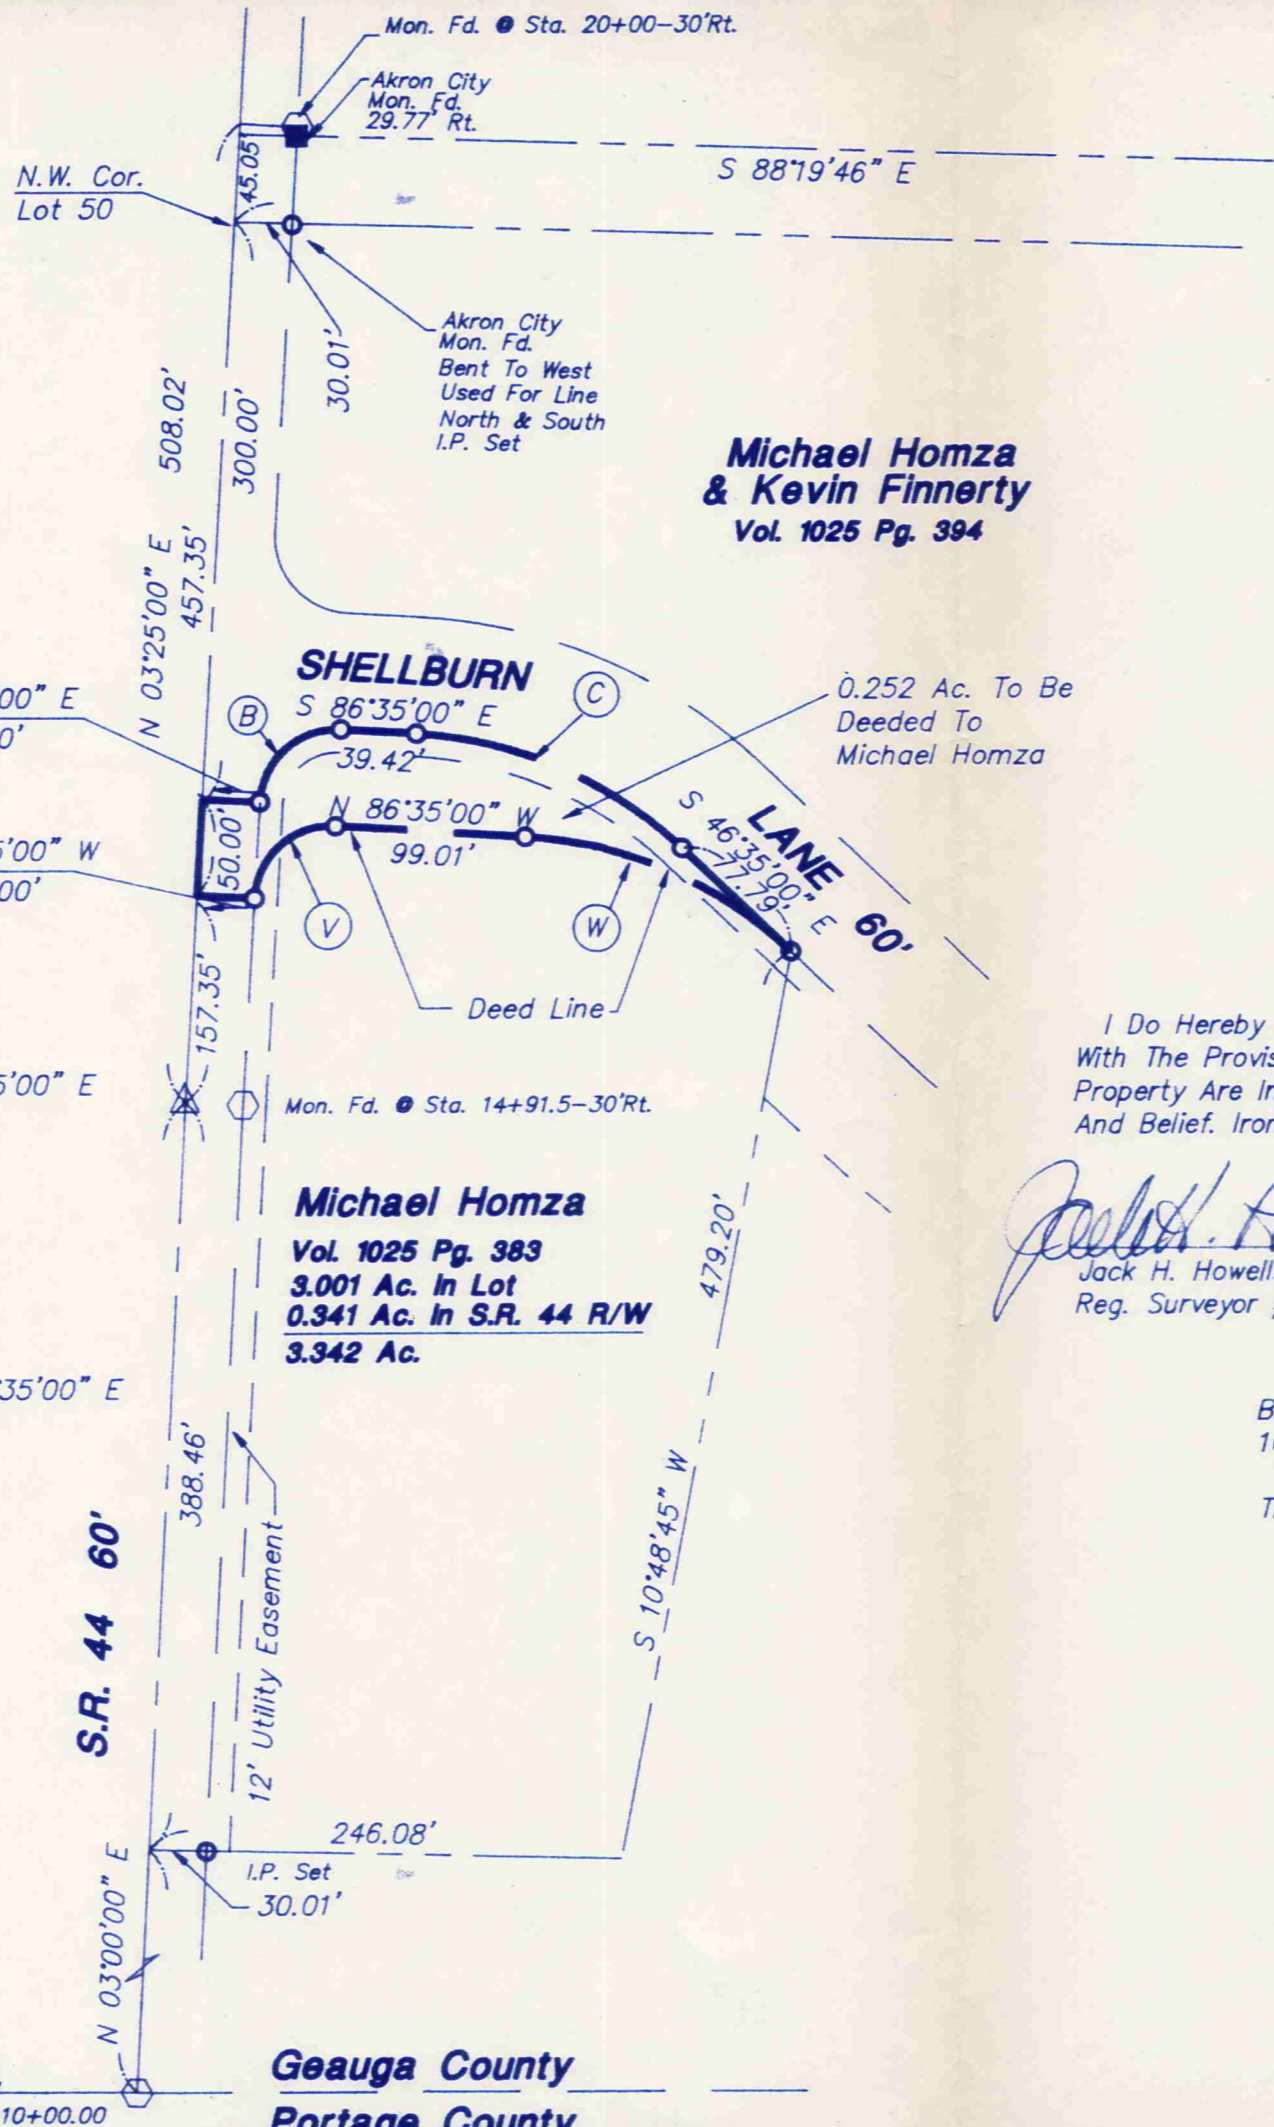 Mon. Fd. @ Sta. 20+00-30'Rt.
Akron City
Mon. Fd.
29.77' Rt.
N.W. Cor.
Lot 50
45.05'
S 88°19'46" E
30.01'
Akron City
Mon. Fd.
Bent To West
Used For Line
North & South
I.P. Set
508.02'
300.00'
N 03°25'00" E
457.35'
Michael Homza
& Kevin Finnerty
Vol. 1025 Pg. 394
SHELLBURN
S 86°35'00" E
39.42'
B
C
00" E
0'
0.252 Ac. To Be
Deeded To
Michael Homza
N 86°35'00" W
99.01'
50.00'
5'00" W
00'
S 46°35'00" E
77.79'
LANE 60'
V
W
Deed Line
157.35'
5'00" E
Mon. Fd. @ Sta. 14+91.5-30'Rt.
I Do Hereby
With The Provis
Property Are In
And Belief. Iron
Jack H. Howell
Reg. Surveyor
Michael Homza
Vol. 1025 Pg. 383
3.001 Ac. In Lot
0.341 Ac. In S.R. 44 R/W
3.342 Ac.
479.20'
S 10°48'45" W
35'00" E
388.46'
S.R. 44 60'
12' Utility Easement
246.08'
I.P. Set
30.01'
N 03°00'00" E
Geauga County
Portage County
10+00.00